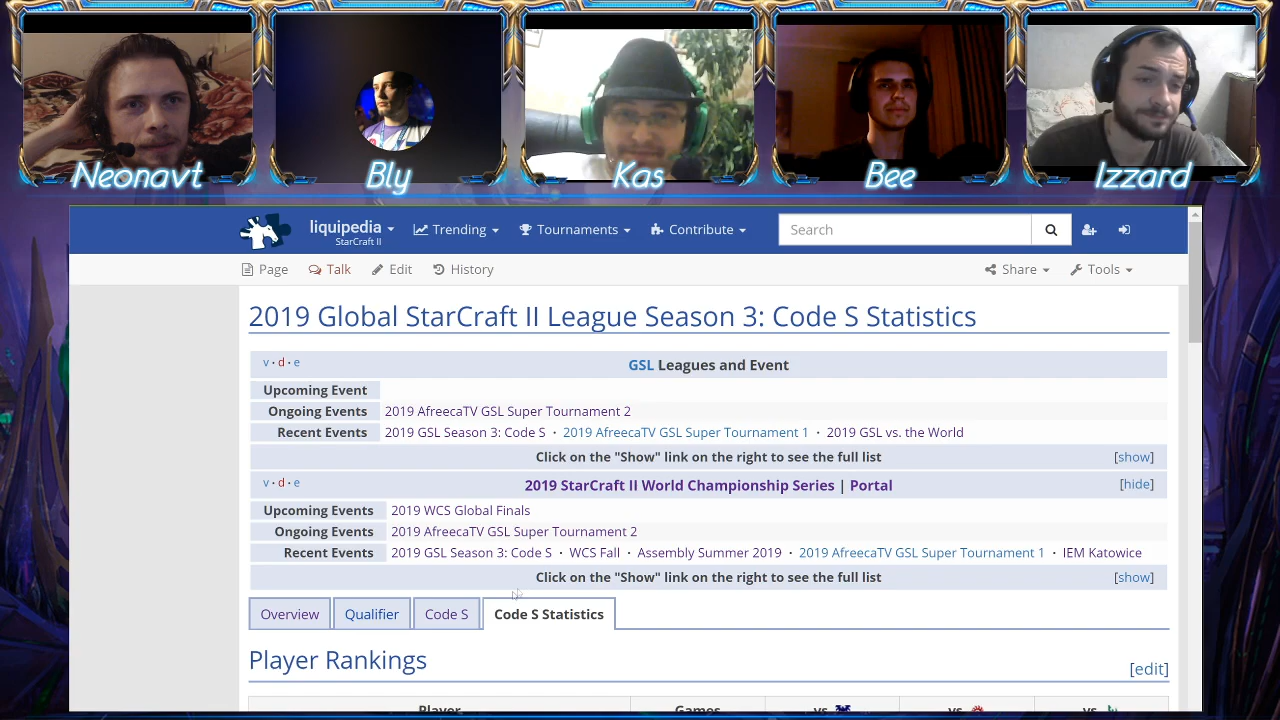 Neonavt Bly Kas Bee Izzard
liquipedia Trending Tournaments Contribute Search
StarCraft II
Page Talk Edit History Share Tools
2019 Global StarCraft II League Season 3: Code S Statistics
v · d · e GSL Leagues and Event
Upcoming Event
Ongoing Events 2019 AfreecaTV GSL Super Tournament 2
Recent Events 2019 GSL Season 3: Code S · 2019 AfreecaTV GSL Super Tournament 1 · 2019 GSL vs. the World
Click on the "Show" link on the right to see the full list [show]
v · d · e 2019 StarCraft II World Championship Series | Portal [hide]
Upcoming Events 2019 WCS Global Finals
Ongoing Events 2019 AfreecaTV GSL Super Tournament 2
Recent Events 2019 GSL Season 3: Code S · WCS Fall · Assembly Summer 2019 · 2019 AfreecaTV GSL Super Tournament 1 · IEM Katowice
Click on the "Show" link on the right to see the full list [show]
Overview Qualifier Code S Code S Statistics
Player Rankings [edit]
Player Games vs vs vs